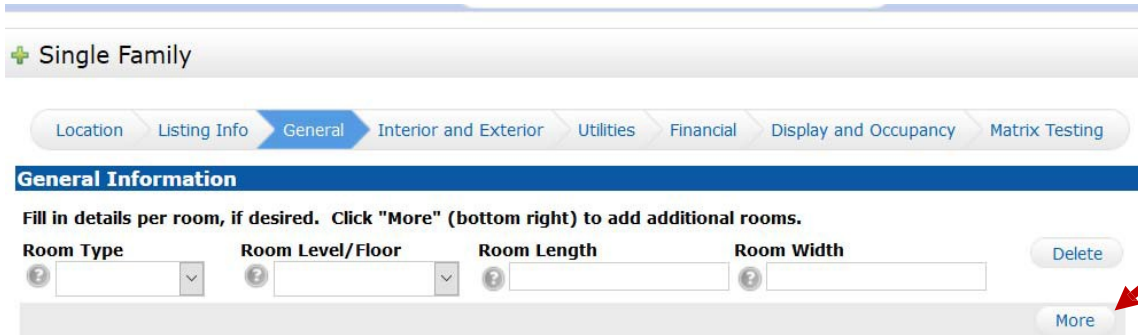 Single Family
Location Listing Info General Interior and Exterior Utilities Financial Display and Occupancy Matrix Testing
General Information
Fill in details per room, if desired. Click "More" (bottom right) to add additional rooms.
Room Type Room Level/Floor Room Length Room Width
Delete
? ? ? ?
More